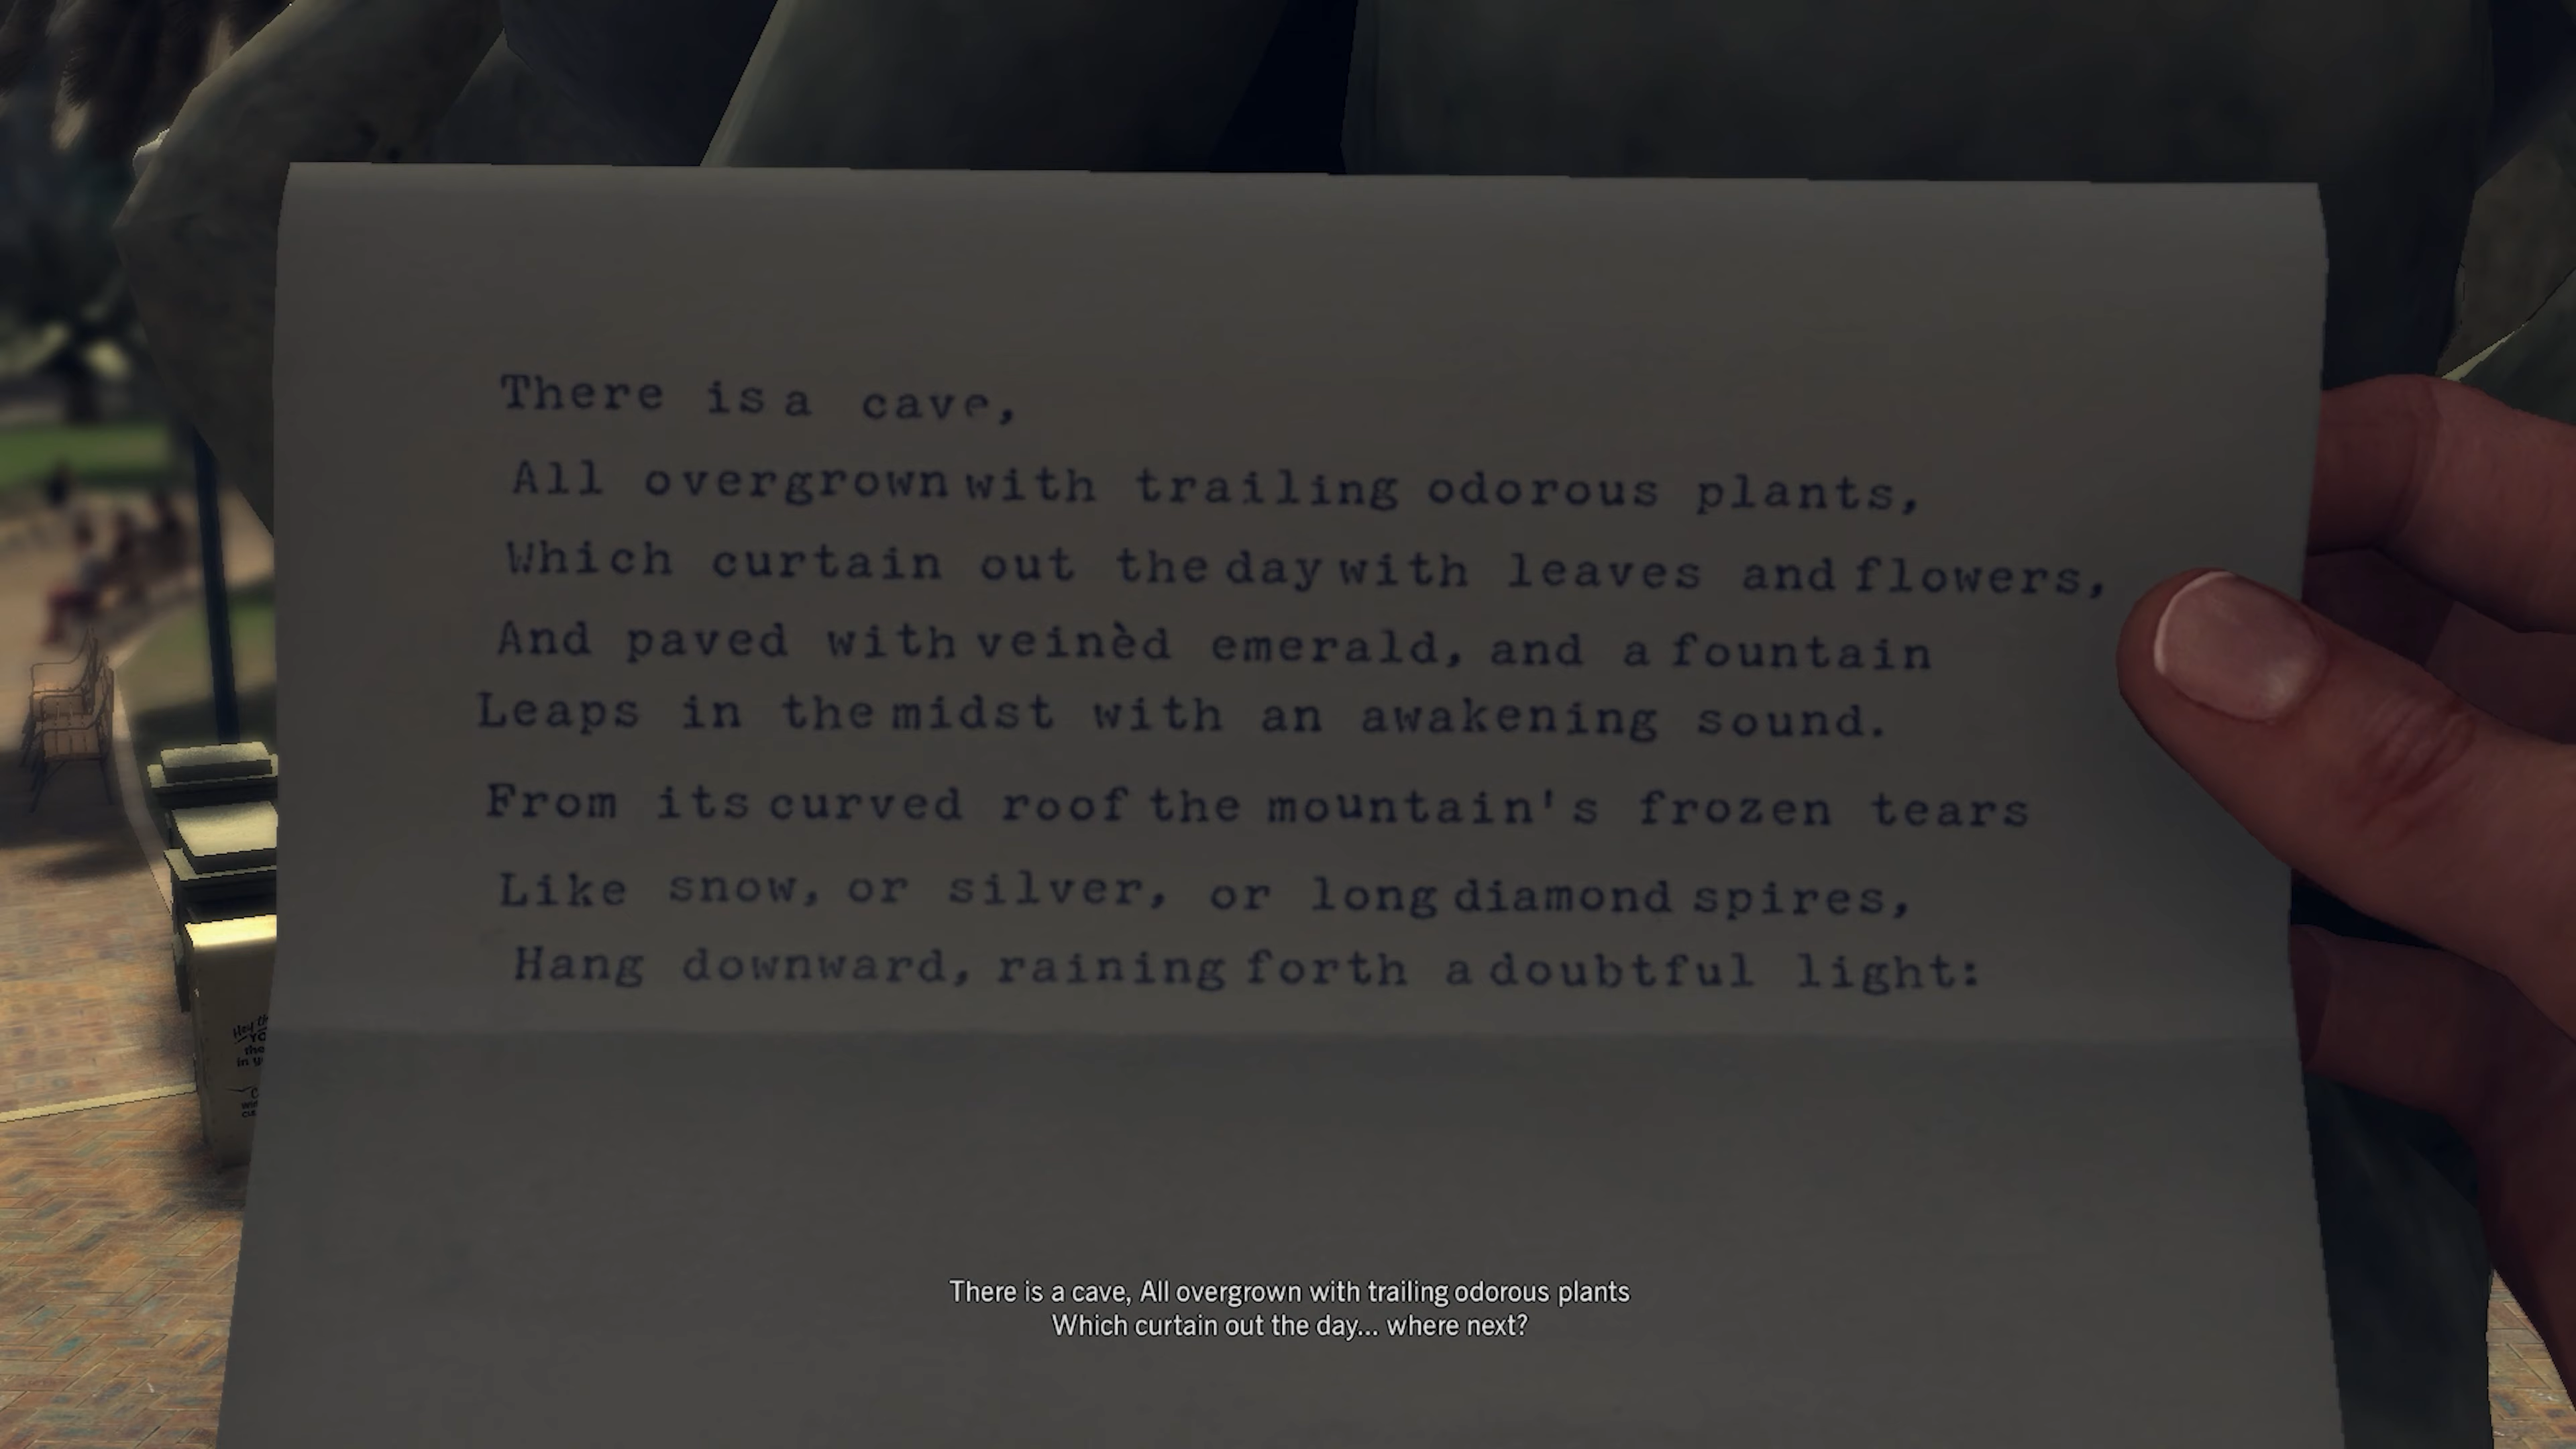 There is a cave,
All overgrown with trailing odorous plants,
Which curtain out the day with leaves and flowers,
And paved with veinèd emerald, and a fountain
Leaps in the midst with an awakening sound.
From its curved roof the mountain's frozen tears
Like snow, or silver, or long diamond spires,
Hang downward, raining forth a doubtful light:
There is a cave, All overgrown with trailing odorous plants
Which curtain out the day... where next?